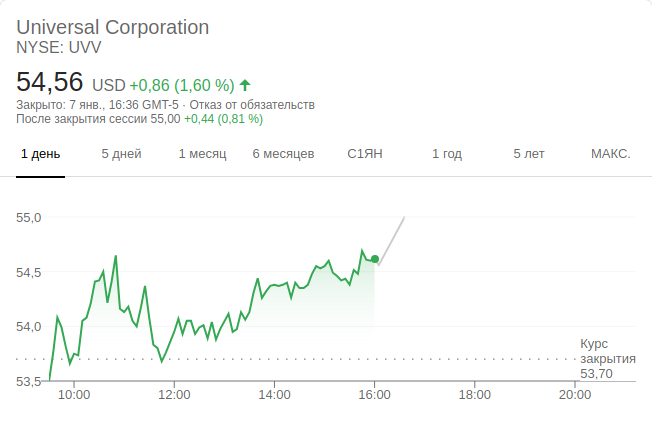 Universal Corporation
NYSE: UVV
54,56 USD +0,86 (1,60 %)
Закрыто: 7 янв., 16:36 GMT-5 · Отказ от обязательств
После закрытия сессии 55,00 +0,44 (0,81 %)
1 день 5 дней 1 месяц 6 месяцев С1ЯН 1 год 5 лет МАКС.
55,0
54,5
54,0
Курс
закрытия
53,70
53,5
10:00 12:00 14:00 16:00 18:00 20:00